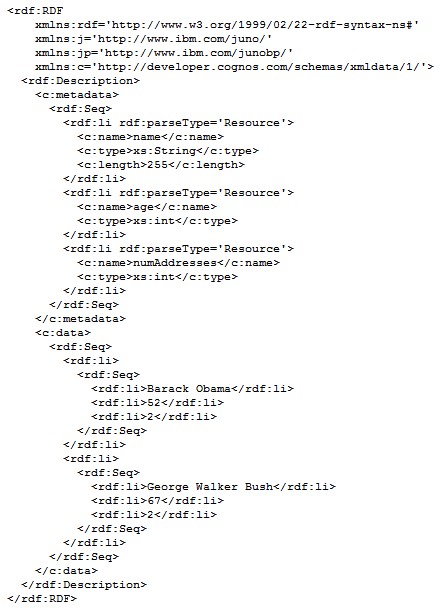 <rdf:RDF
    xmlns:rdf='http://www.w3.org/1999/02/22-rdf-syntax-ns#'
    xmlns:j='http://www.ibm.com/juno/'
    xmlns:jp='http://www.ibm.com/junobp/'
    xmlns:c='http://developer.cognos.com/schemas/xmldata/1/'>
  <rdf:Description>
    <c:metadata>
      <rdf:Seq>
        <rdf:li rdf:parseType='Resource'>
          <c:name>name</c:name>
          <c:type>xs:String</c:type>
          <c:length>255</c:length>
        </rdf:li>
        <rdf:li rdf:parseType='Resource'>
          <c:name>age</c:name>
          <c:type>xs:int</c:type>
        </rdf:li>
        <rdf:li rdf:parseType='Resource'>
          <c:name>numAddresses</c:name>
          <c:type>xs:int</c:type>
        </rdf:li>
      </rdf:Seq>
    </c:metadata>
    <c:data>
      <rdf:Seq>
        <rdf:li>
          <rdf:Seq>
            <rdf:li>Barack Obama</rdf:li>
            <rdf:li>52</rdf:li>
            <rdf:li>2</rdf:li>
          </rdf:Seq>
        </rdf:li>
        <rdf:li>
          <rdf:Seq>
            <rdf:li>George Walker Bush</rdf:li>
            <rdf:li>67</rdf:li>
            <rdf:li>2</rdf:li>
          </rdf:Seq>
        </rdf:li>
      </rdf:Seq>
    </c:data>
  </rdf:Description>
</rdf:RDF>